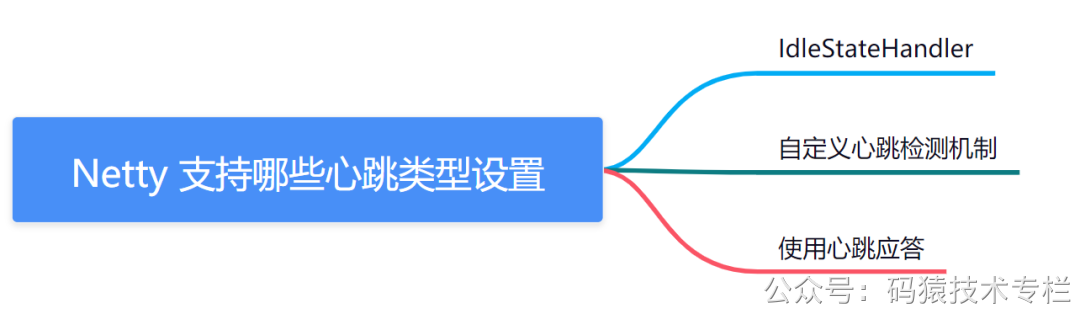 Netty 支持哪些心跳类型设置
IdleStateHandler
自定义心跳检测机制
使用心跳应答
公众号：码猿技术专栏